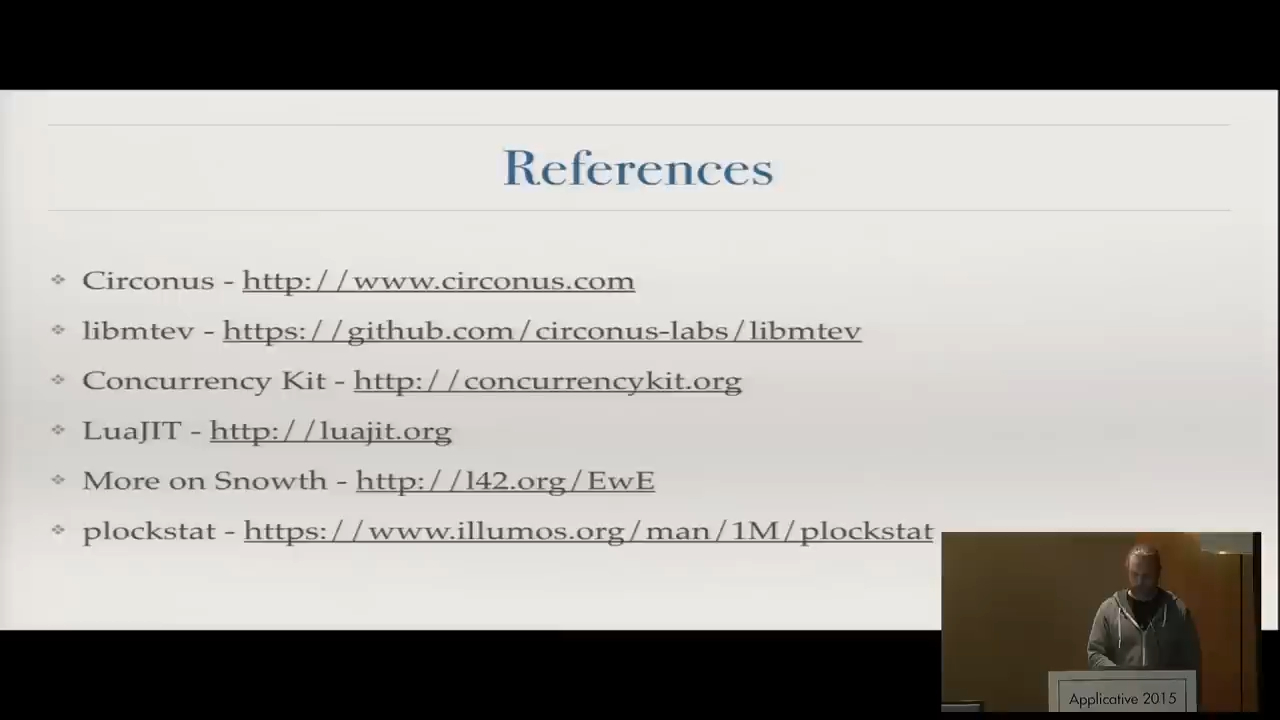 References
❖ Circonus - http://www.circonus.com
❖ libmtev - https://github.com/circonus-labs/libmtev
❖ Concurrency Kit - http://concurrencykit.org
❖ LuaJIT - http://luajit.org
❖ More on Snowth - http://l42.org/EwE
❖ plockstat - https://www.illumos.org/man/1M/plockstat
Applicative 2015